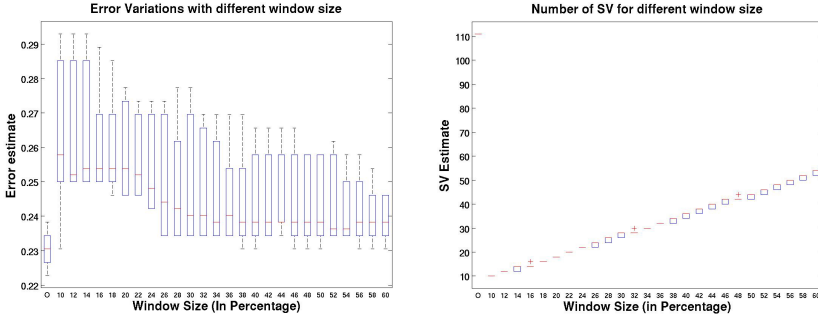 Error Variations with different window size
Error estimate
0.29
0.28
0.27
0.26
0.25
0.24
0.23
0.22
O 10 12 14 16 18 20 22 24 26 28 30 32 34 36 38 40 42 44 46 48 50 52 54 56 58 60
Window Size (In Percentage)
Number of SV for different window size
SV Estimate
110
100
90
80
70
60
50
40
30
20
10
O 10 12 14 16 18 20 22 24 26 28 30 32 34 36 38 40 42 44 46 48 50 52 54 56 58 60
Window Size (in Percentage)